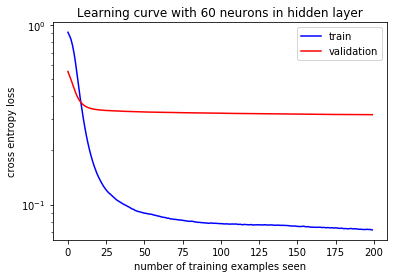 Learning curve with 60 neurons in hidden layer
train
validation
cross entropy loss
10⁰
10⁻¹
0 25 50 75 100 125 150 175 200
number of training examples seen